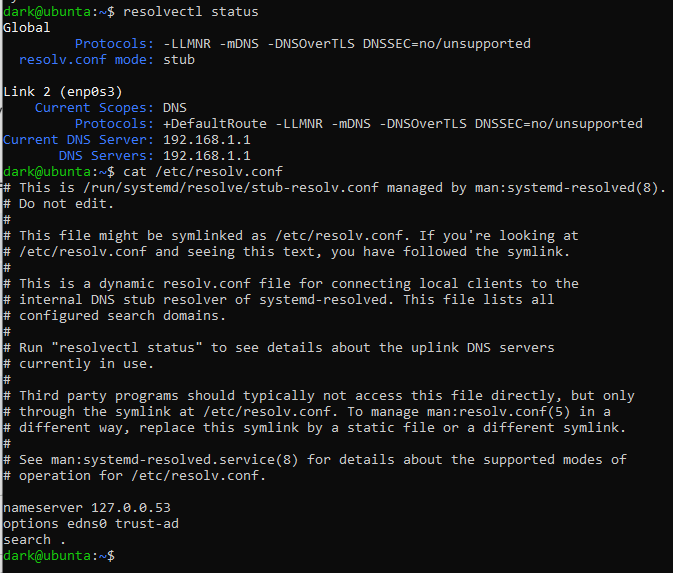 dark@ubunta:~$ resolvectl status
Global
Protocols: -LLMNR -mDNS -DNSOverTLS DNSSEC=no/unsupported
resolv.conf mode: stub
Link 2 (enp0s3)
Current Scopes: DNS
Protocols: +DefaultRoute -LLMNR -mDNS -DNSOverTLS DNSSEC=no/unsupported
Current DNS Server: 192.168.1.1
DNS Servers: 192.168.1.1
dark@ubunta:~$ cat /etc/resolv.conf
# This is /run/systemd/resolve/stub-resolv.conf managed by man:systemd-resolved(8).
# Do not edit.
#
# This file might be symlinked as /etc/resolv.conf. If you're looking at
# /etc/resolv.conf and seeing this text, you have followed the symlink.
#
# This is a dynamic resolv.conf file for connecting local clients to the
# internal DNS stub resolver of systemd-resolved. This file lists all
# configured search domains.
#
# Run "resolvectl status" to see details about the uplink DNS servers
# currently in use.
#
# Third party programs should typically not access this file directly, but only
# through the symlink at /etc/resolv.conf. To manage man:resolv.conf(5) in a
# different way, replace this symlink by a static file or a different symlink.
#
# See man:systemd-resolved.service(8) for details about the supported modes of
# operation for /etc/resolv.conf.
nameserver 127.0.0.53
options edns0 trust-ad
search .
dark@ubunta:~$